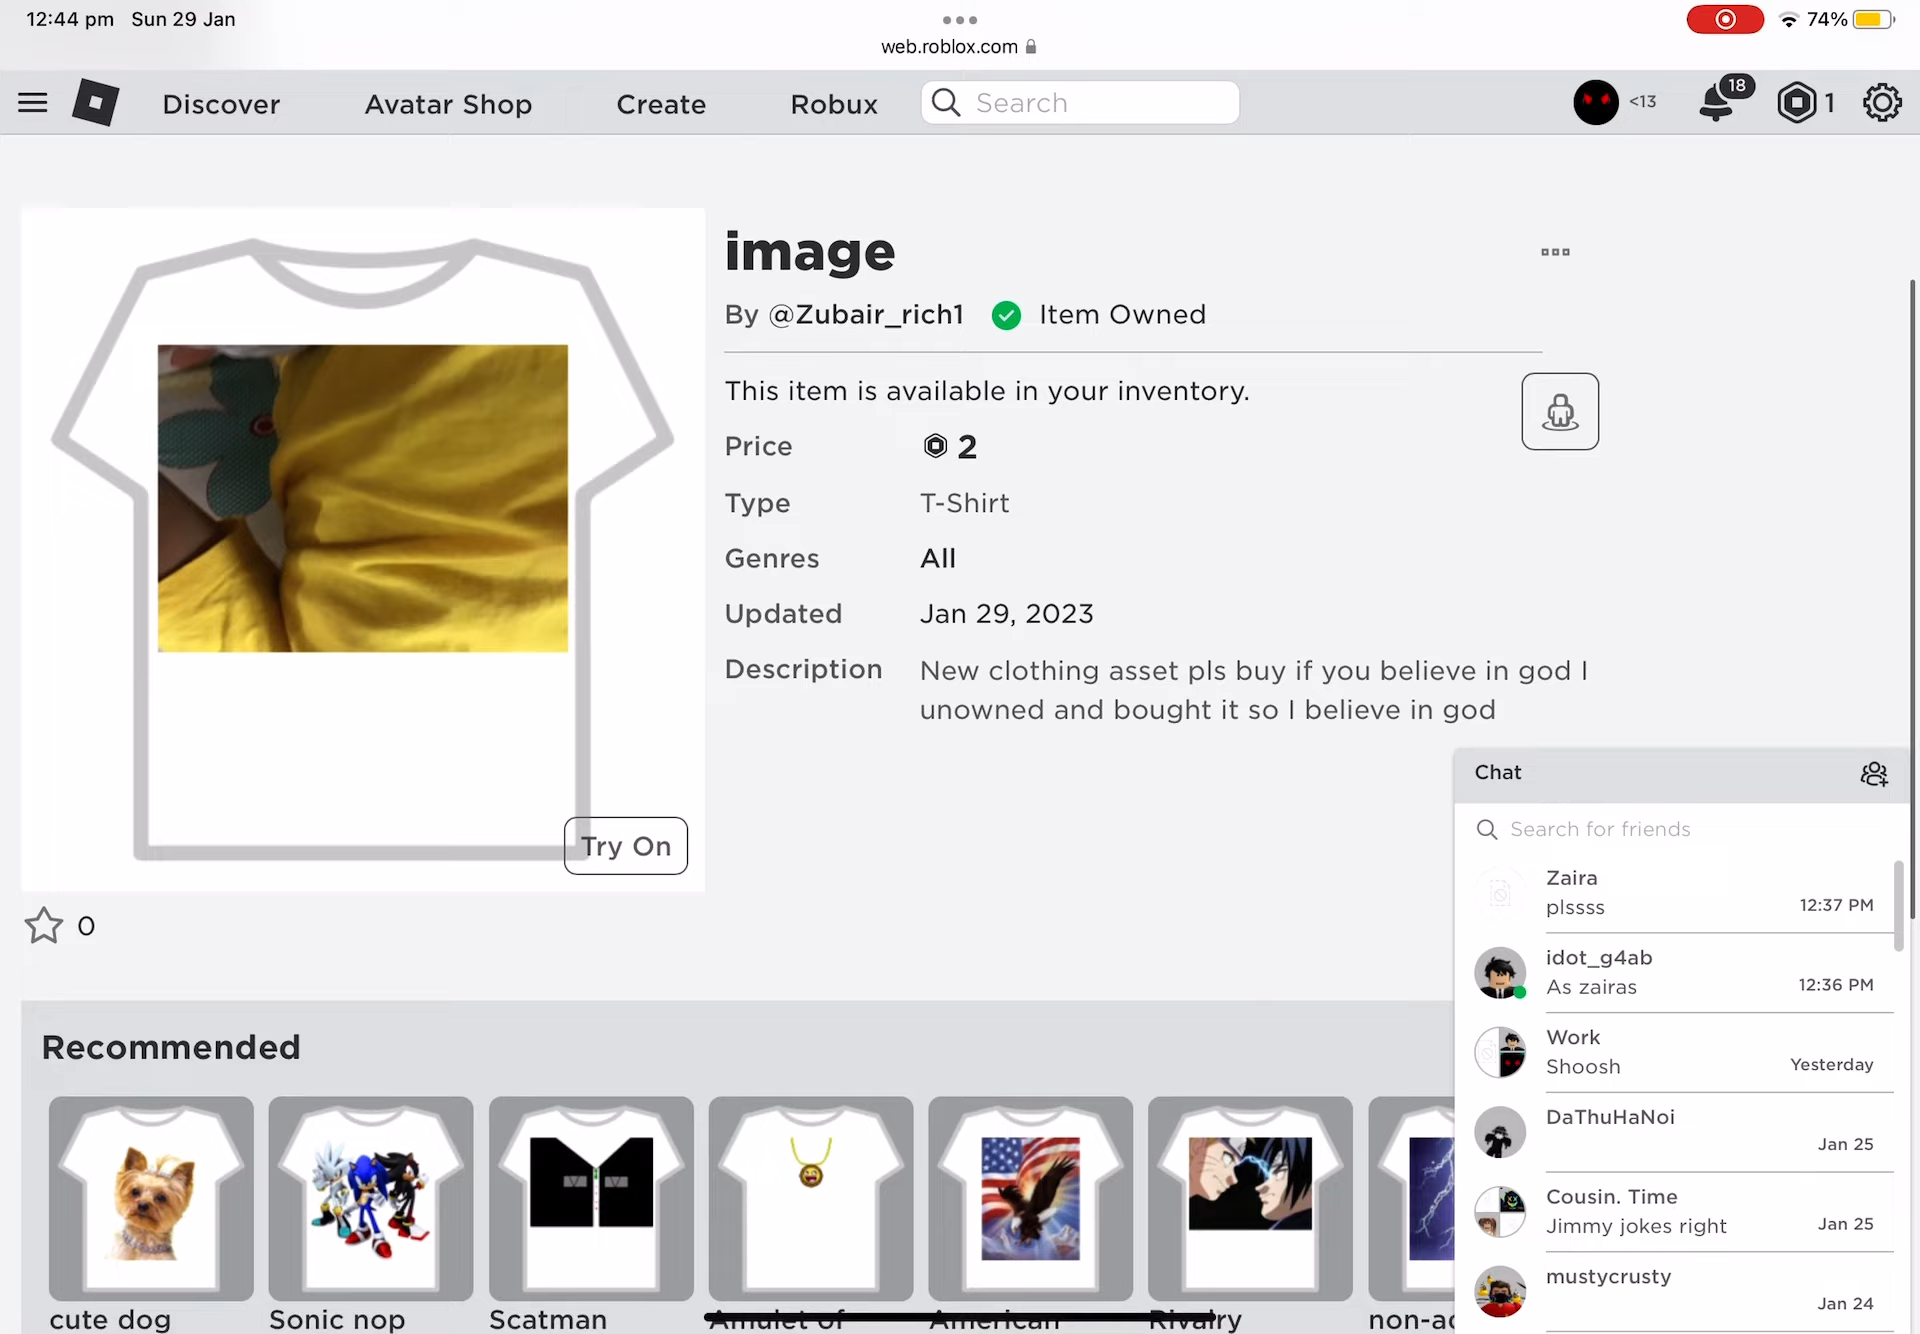 12:44 pm Sun 29 Jan
74%
web.roblox.com
Discover
Avatar Shop
Create
Robux
Search
<13
18
1
image
By @Zubair_rich1
Item Owned
This item is available in your inventory.
Price 2
Type T-Shirt
Genres All
Updated Jan 29, 2023
Description New clothing asset pls buy if you believe in god I
unowned and bought it so I believe in god
Try On
0
Recommended
cute dog
Sonic nop
Scatman
Amulet of
American
Rivalry
Chat
Search for friends
Zaira
plssss
12:37 PM
idot_g4ab
As zairas
12:36 PM
Work
Shoosh
Yesterday
DaThuHaNoi
Jan 25
Cousin. Time
Jimmy jokes right
Jan 25
mustycrusty
Jan 24